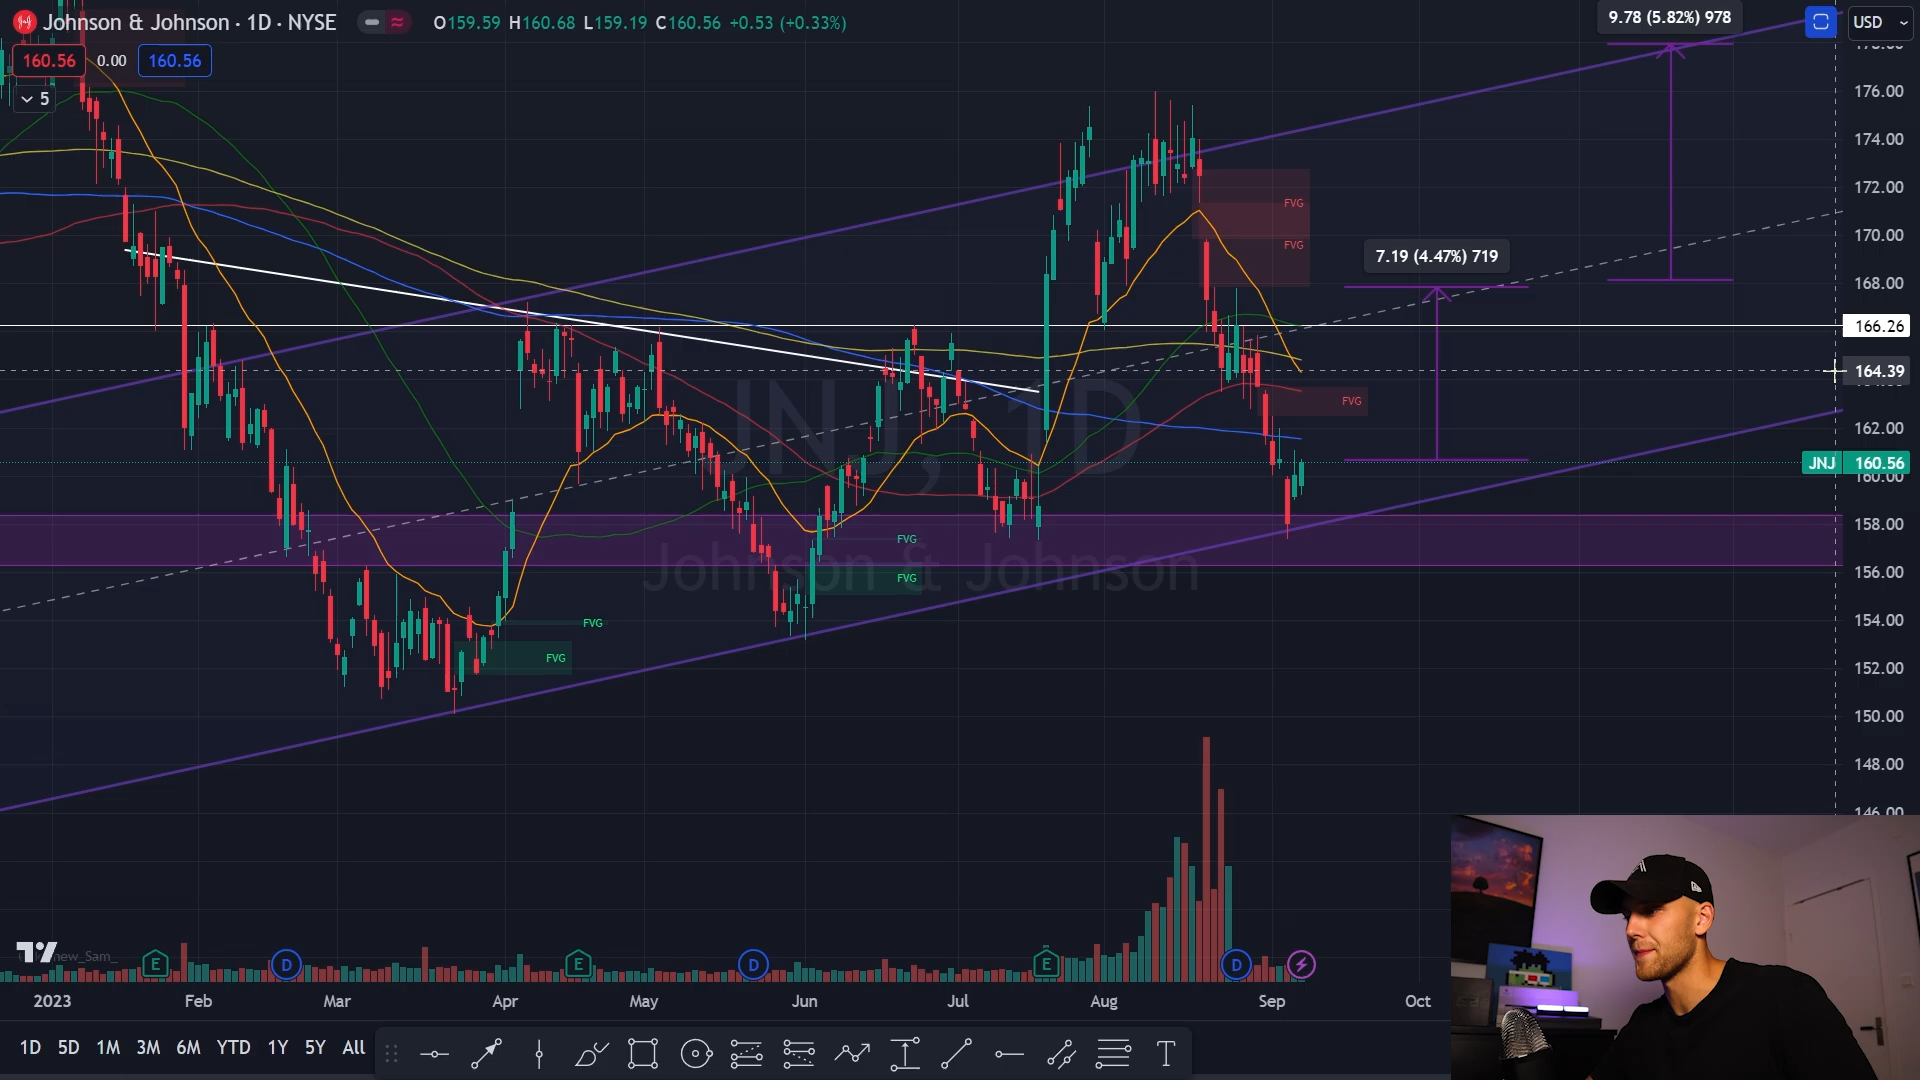 Johnson & Johnson · 1D · NYSE
O159.59 H160.68 L159.19 C160.56 +0.53 (+0.33%)
9.78 (5.82%) 978
USD
160.56 0.00 160.56
5
176.00
174.00
172.00
FVG
170.00
FVG
7.19 (4.47%) 719
168.00
166.26
164.39
FVG
JNJ, 1D
162.00
JNJ 160.56
160.00
158.00
FVG
Johnson & Johnson
156.00
FVG
154.00
FVG
152.00
FVG
150.00
148.00
146.00
E D E D E D
2023 Feb Mar Apr May Jun Jul Aug Sep Oct
1D 5D 1M 3M 6M YTD 1Y 5Y All
T